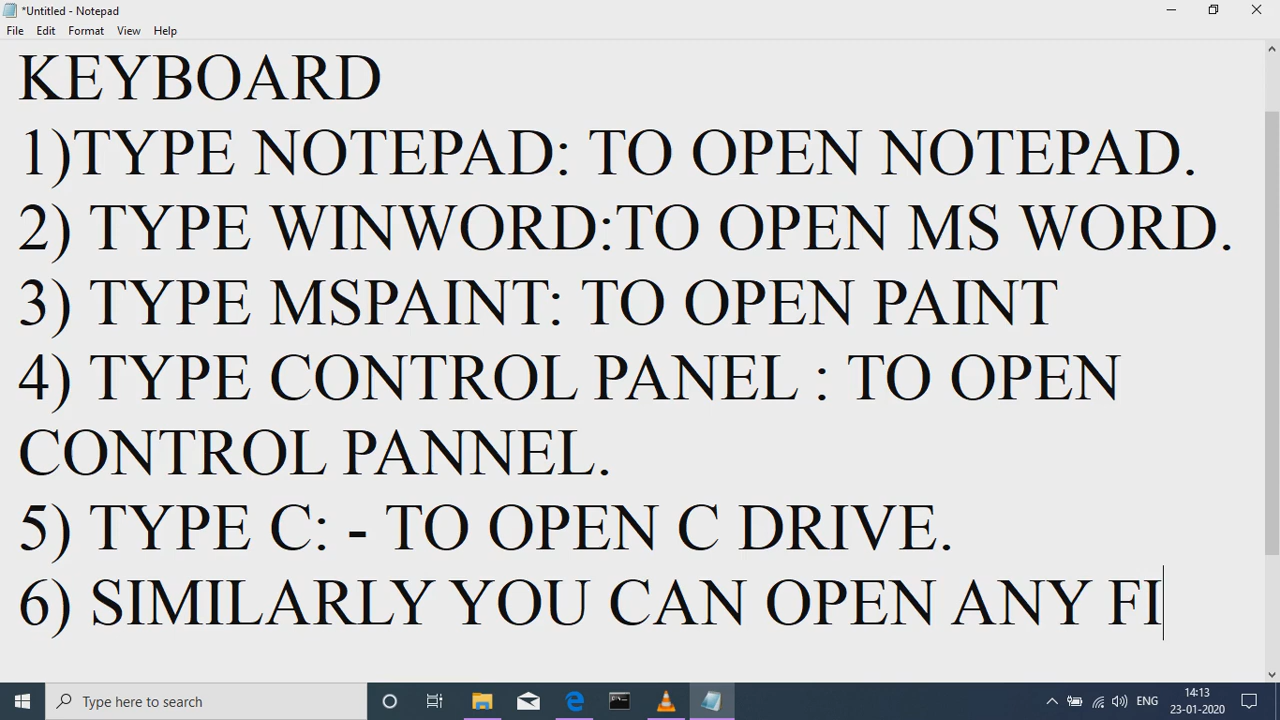 *Untitled - Notepad
File Edit Format View Help
KEYBOARD
1)TYPE NOTEPAD: TO OPEN NOTEPAD.
2) TYPE WINWORD:TO OPEN MS WORD.
3) TYPE MSPAINT: TO OPEN PAINT
4) TYPE CONTROL PANEL : TO OPEN
CONTROL PANNEL.
5) TYPE C: - TO OPEN C DRIVE.
6) SIMILARLY YOU CAN OPEN ANY FI
Type here to search
ENG
14:13
23-01-2020